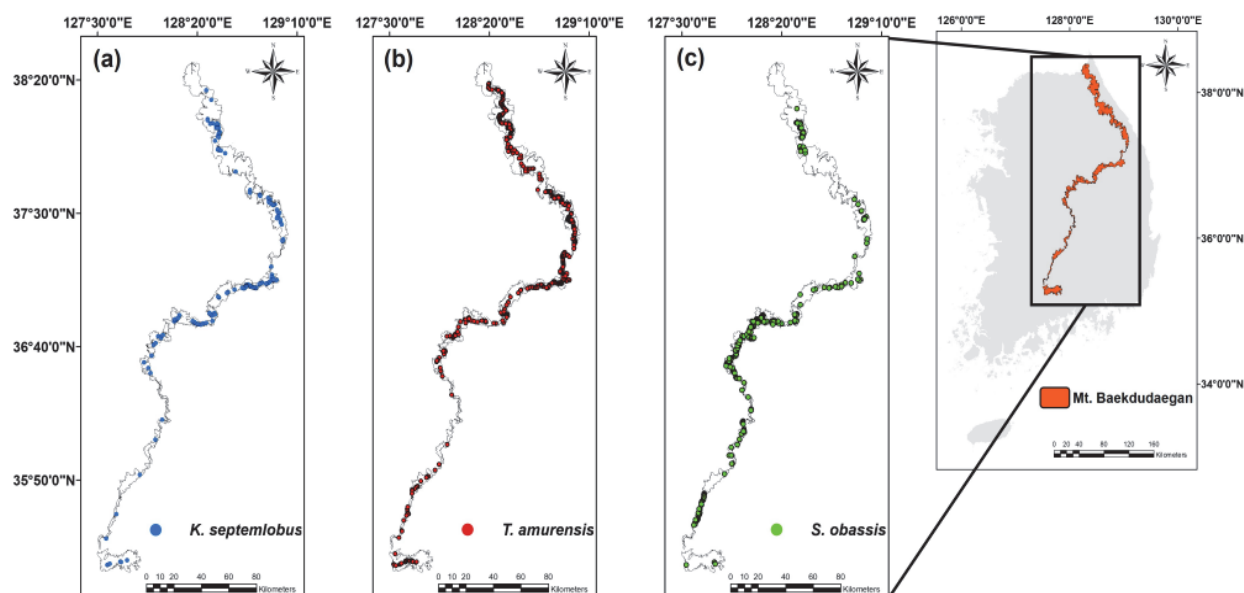 127°30'0"E 128°20'0"E 129°10'0"E
127°30'0"E 128°20'0"E 129°10'0"E
127°30'0"E 128°20'0"E 129°10'0"E
126°0'0"E 128°0'0"E 130°0'0"E
(a)
(b)
(c)
N
W E
S
N
W E
S
N
W E
S
N
W E
S
38°20'0"N
37°30'0"N
36°40'0"N
35°50'0"N
38°0'0"N
36°0'0"N
34°0'0"N
K. septemlobus
T. amurensis
S. obassis
Mt. Baekdudaegan
0 10 20 40 60 80
Kilometers
0 10 20 40 60 80
Kilometers
0 10 20 40 60 80
Kilometers
0 20 40 80 120 160
Kilometers